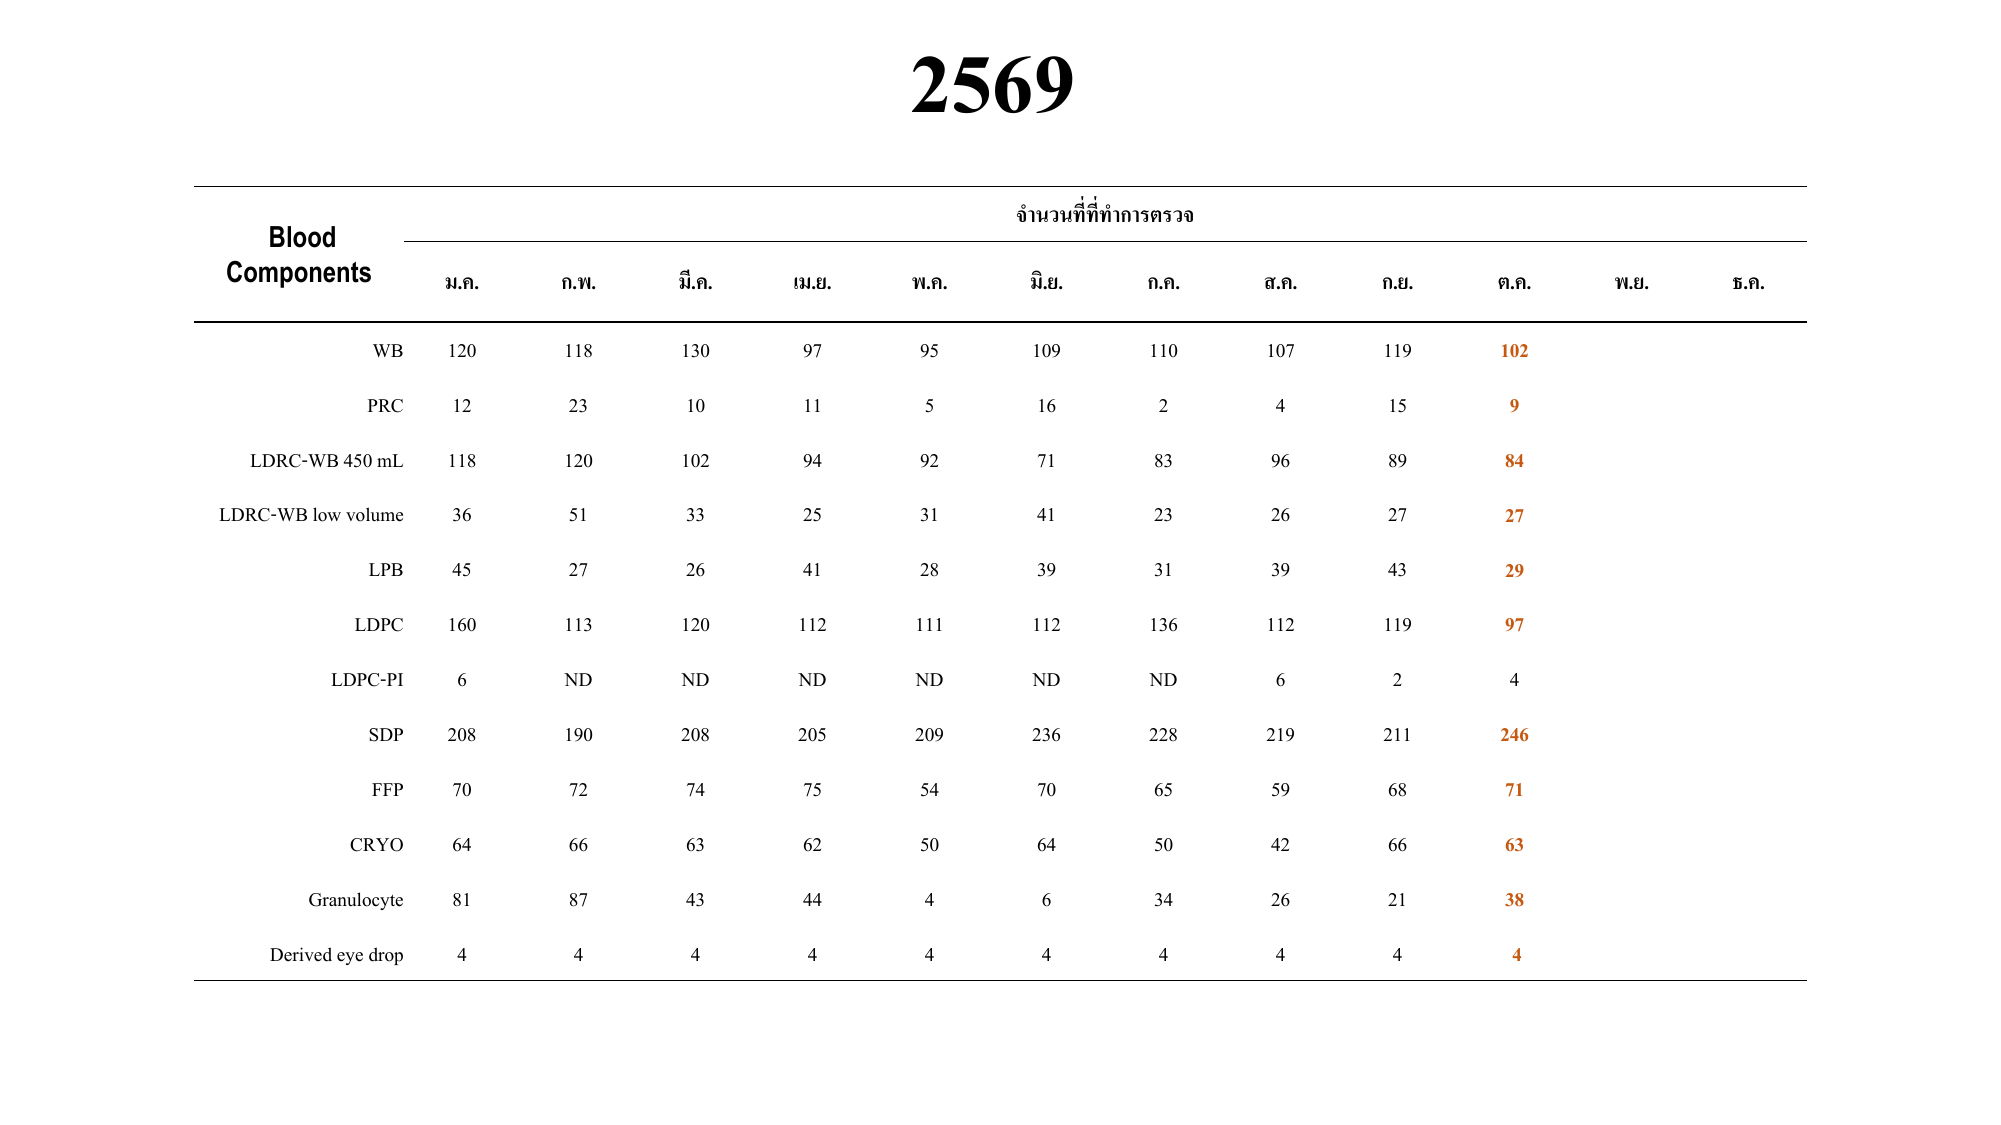 2569
Blood Components
จำนวนที่ที่ทำการตรวจ
ม.ค. ก.พ. มี.ค. เม.ย. พ.ค. มิ.ย. ก.ค. ส.ค. ก.ย. ต.ค. พ.ย. ธ.ค.
WB 120 118 130 97 95 109 110 107 119 102
PRC 12 23 10 11 5 16 2 4 15 9
LDRC-WB 450 mL 118 120 102 94 92 71 83 96 89 84
LDRC-WB low volume 36 51 33 25 31 41 23 26 27 27
LPB 45 27 26 41 28 39 31 39 43 29
LDPC 160 113 120 112 111 112 136 112 119 97
LDPC-PI 6 ND ND ND ND ND ND 6 2 4
SDP 208 190 208 205 209 236 228 219 211 246
FFP 70 72 74 75 54 70 65 59 68 71
CRYO 64 66 63 62 50 64 50 42 66 63
Granulocyte 81 87 43 44 4 6 34 26 21 38
Derived eye drop 4 4 4 4 4 4 4 4 4 4